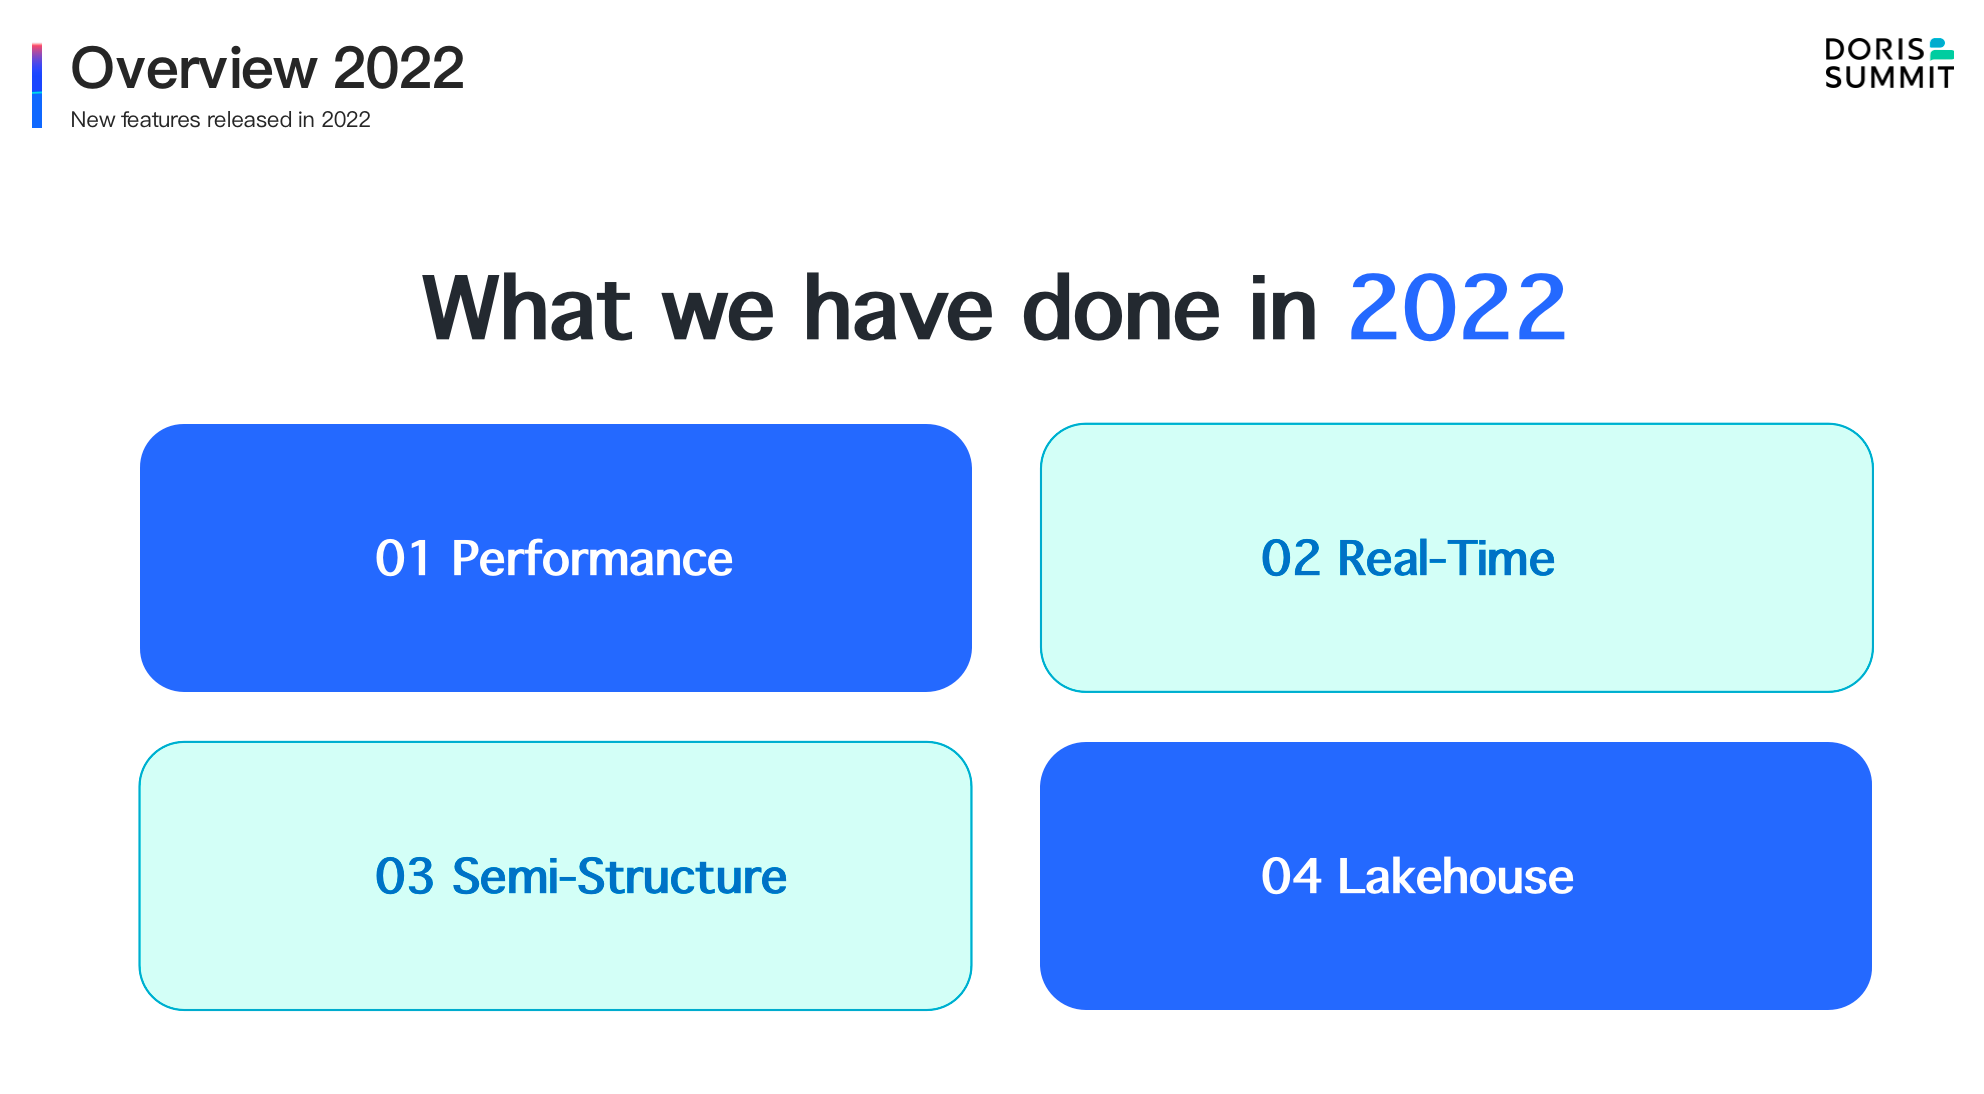 Overview 2022
New features released in 2022
DORIS
SUMMIT
What we have done in 2022
01 Performance
02 Real-Time
03 Semi-Structure
04 Lakehouse